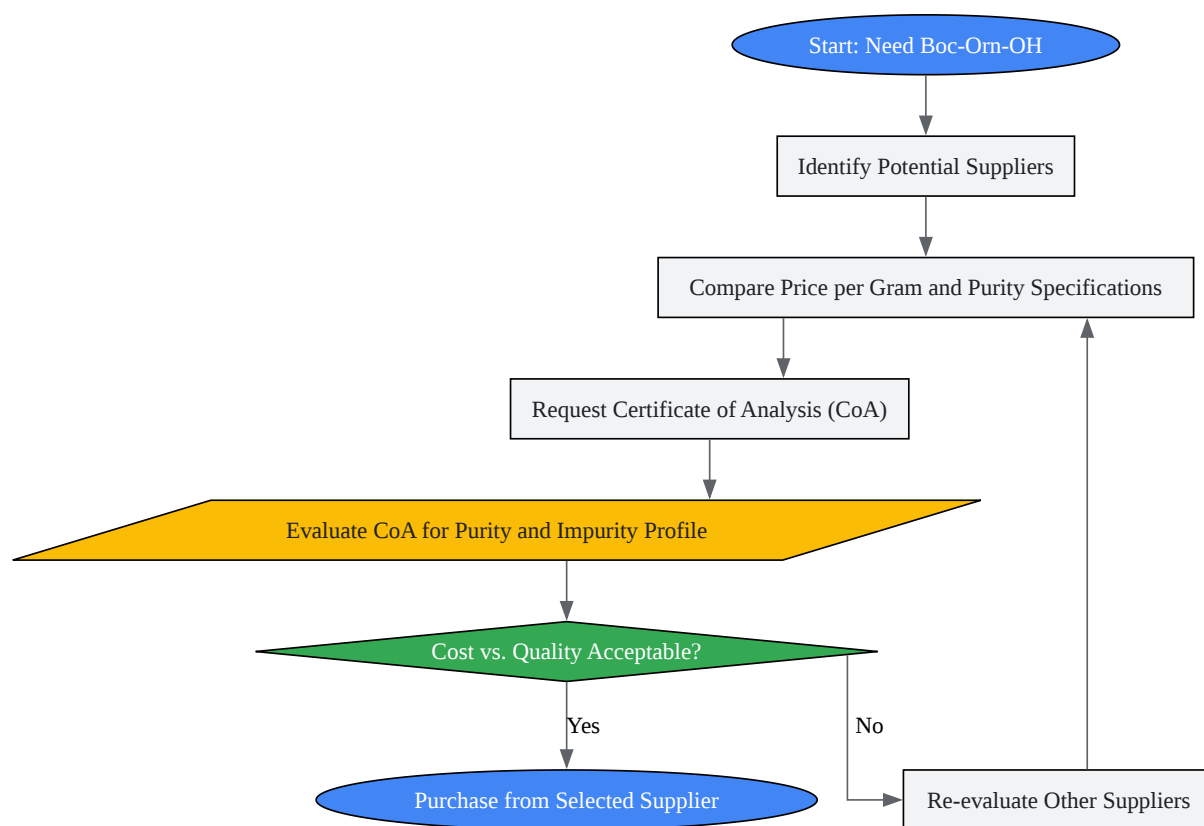 Start: Need Boc-Orn-OH
Identify Potential Suppliers
Compare Price per Gram and Purity Specifications
Request Certificate of Analysis (CoA)
Evaluate CoA for Purity and Impurity Profile
Cost vs. Quality Acceptable?
Yes
No
Purchase from Selected Supplier
Re-evaluate Other Suppliers